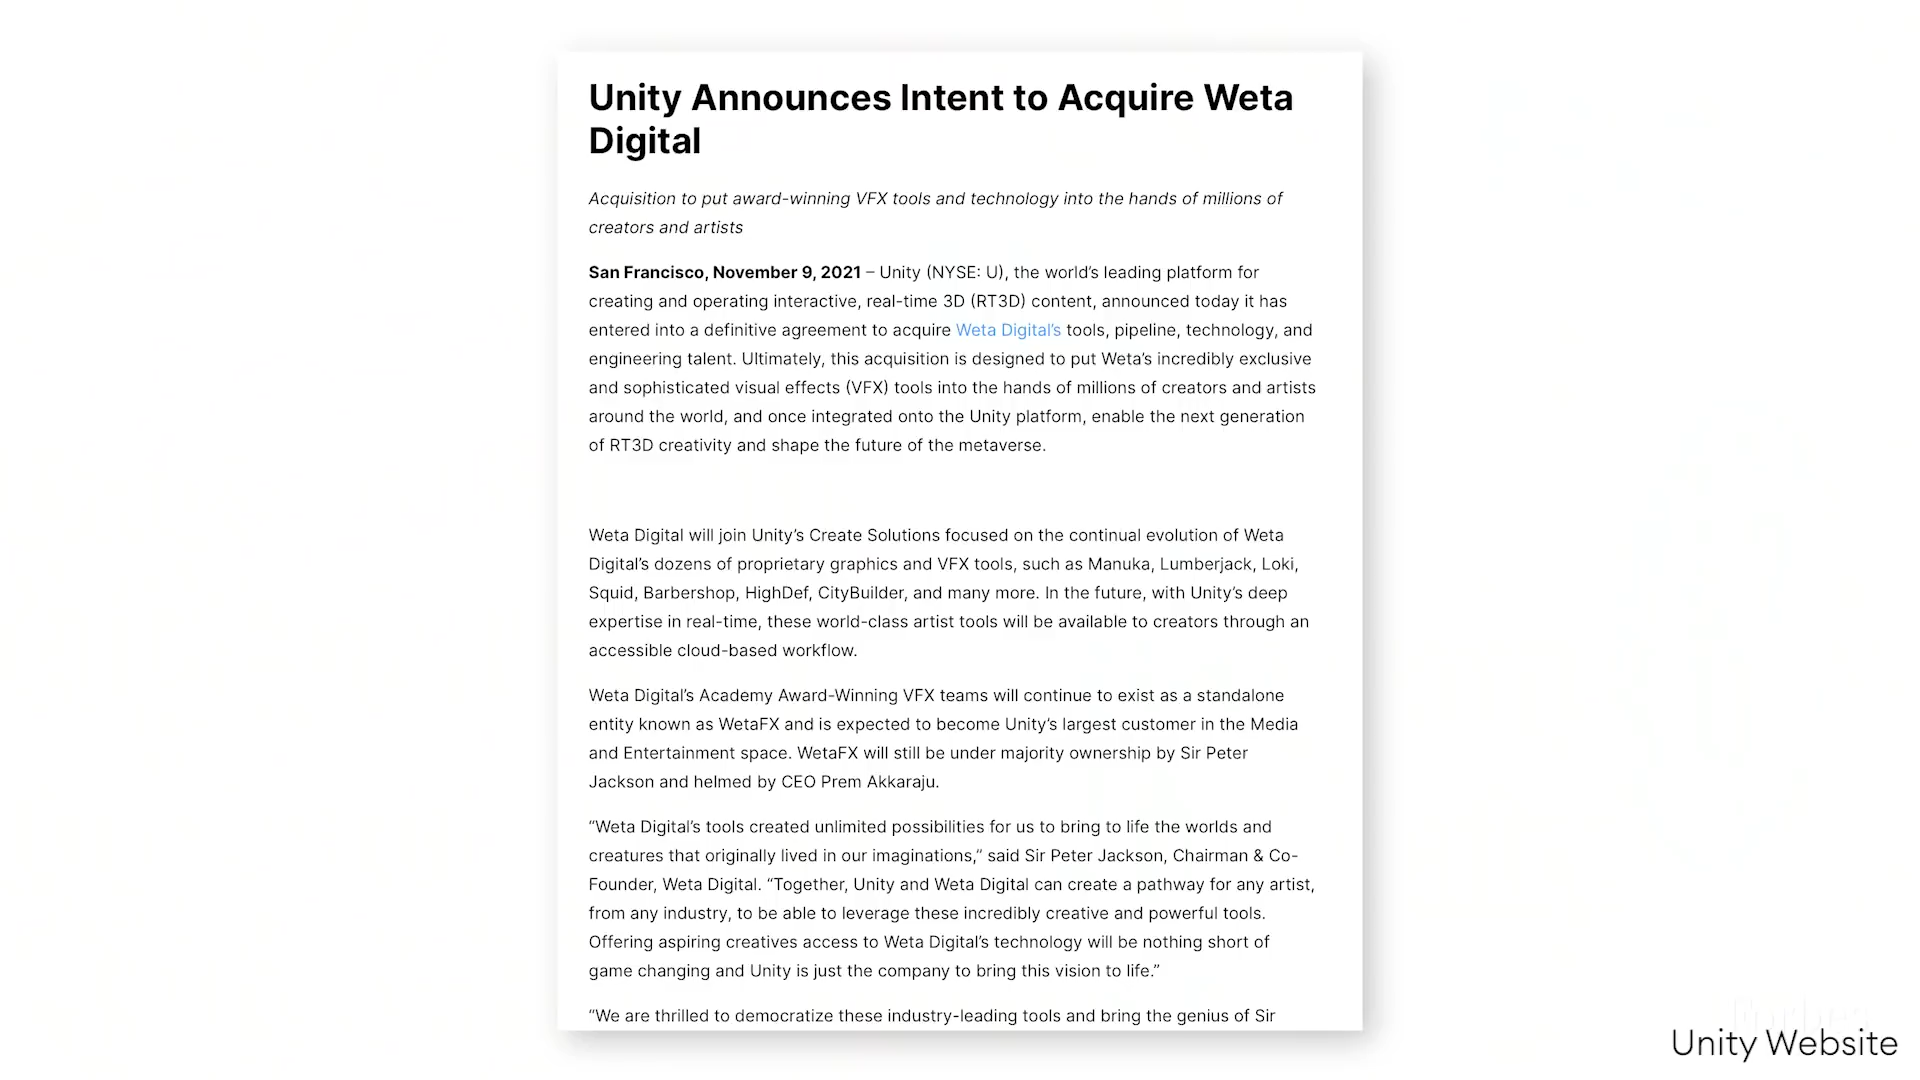 Unity Announces Intent to Acquire Weta
Digital
Acquisition to put award-winning VFX tools and technology into the hands of millions of
creators and artists
San Francisco, November 9, 2021 – Unity (NYSE: U), the world’s leading platform for
creating and operating interactive, real-time 3D (RT3D) content, announced today it has
entered into a definitive agreement to acquire Weta Digital’s tools, pipeline, technology, and
engineering talent. Ultimately, this acquisition is designed to put Weta’s incredibly exclusive
and sophisticated visual effects (VFX) tools into the hands of millions of creators and artists
around the world, and once integrated onto the Unity platform, enable the next generation
of RT3D creativity and shape the future of the metaverse.
Weta Digital will join Unity’s Create Solutions focused on the continual evolution of Weta
Digital’s dozens of proprietary graphics and VFX tools, such as Manuka, Lumberjack, Loki,
Squid, Barbershop, HighDef, CityBuilder, and many more. In the future, with Unity’s deep
expertise in real-time, these world-class artist tools will be available to creators through an
accessible cloud-based workflow.
Weta Digital’s Academy Award-Winning VFX teams will continue to exist as a standalone
entity known as WetaFX and is expected to become Unity’s largest customer in the Media
and Entertainment space. WetaFX will still be under majority ownership by Sir Peter
Jackson and helmed by CEO Prem Akkaraju.
“Weta Digital’s tools created unlimited possibilities for us to bring to life the worlds and
creatures that originally lived in our imaginations,” said Sir Peter Jackson, Chairman & Co-
Founder, Weta Digital. “Together, Unity and Weta Digital can create a pathway for any artist,
from any industry, to be able to leverage these incredibly creative and powerful tools.
Offering aspiring creatives access to Weta Digital’s technology will be nothing short of
game changing and Unity is just the company to bring this vision to life.”
“We are thrilled to democratize these industry-leading tools and bring the genius of Sir
Unity Website